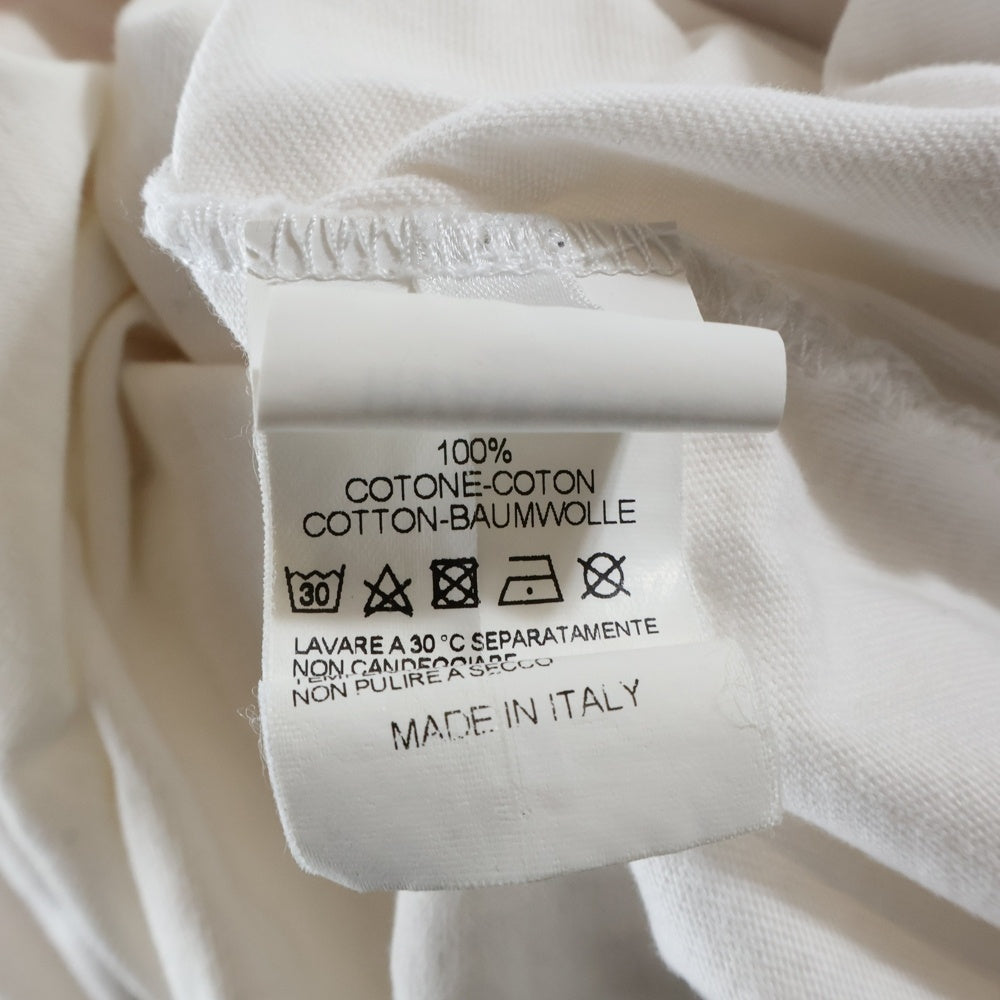 100%
COTONE-COTON
COTTON-BAUMWOLLE
30
LAVARE A 30 °C SEPARATAMENTE
NON CANDEGGIARE
NON PULIRE A SECCO
MADE IN ITALY